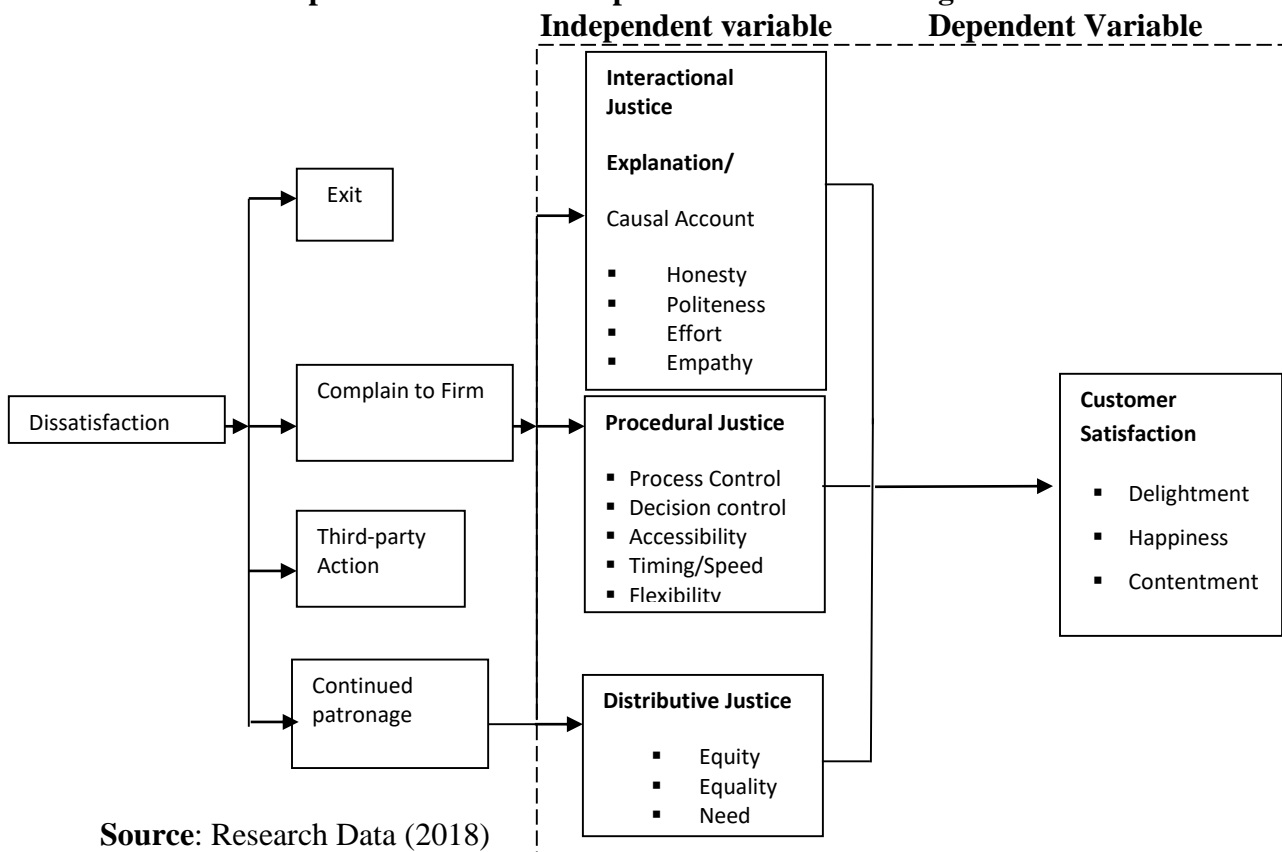 Independent variable
Dependent Variable
Interactional
Justice
Explanation/
Causal Account
▪ Honesty
▪ Politeness
▪ Effort
▪ Empathy
Exit
Complain to Firm
Dissatisfaction
Procedural Justice
▪ Process Control
▪ Decision control
▪ Accessibility
▪ Timing/Speed
▪ Flexibility
Customer
Satisfaction
▪ Delightment
▪ Happiness
▪ Contentment
Third-party
Action
Continued
patronage
Distributive Justice
▪ Equity
▪ Equality
▪ Need
Source: Research Data (2018)